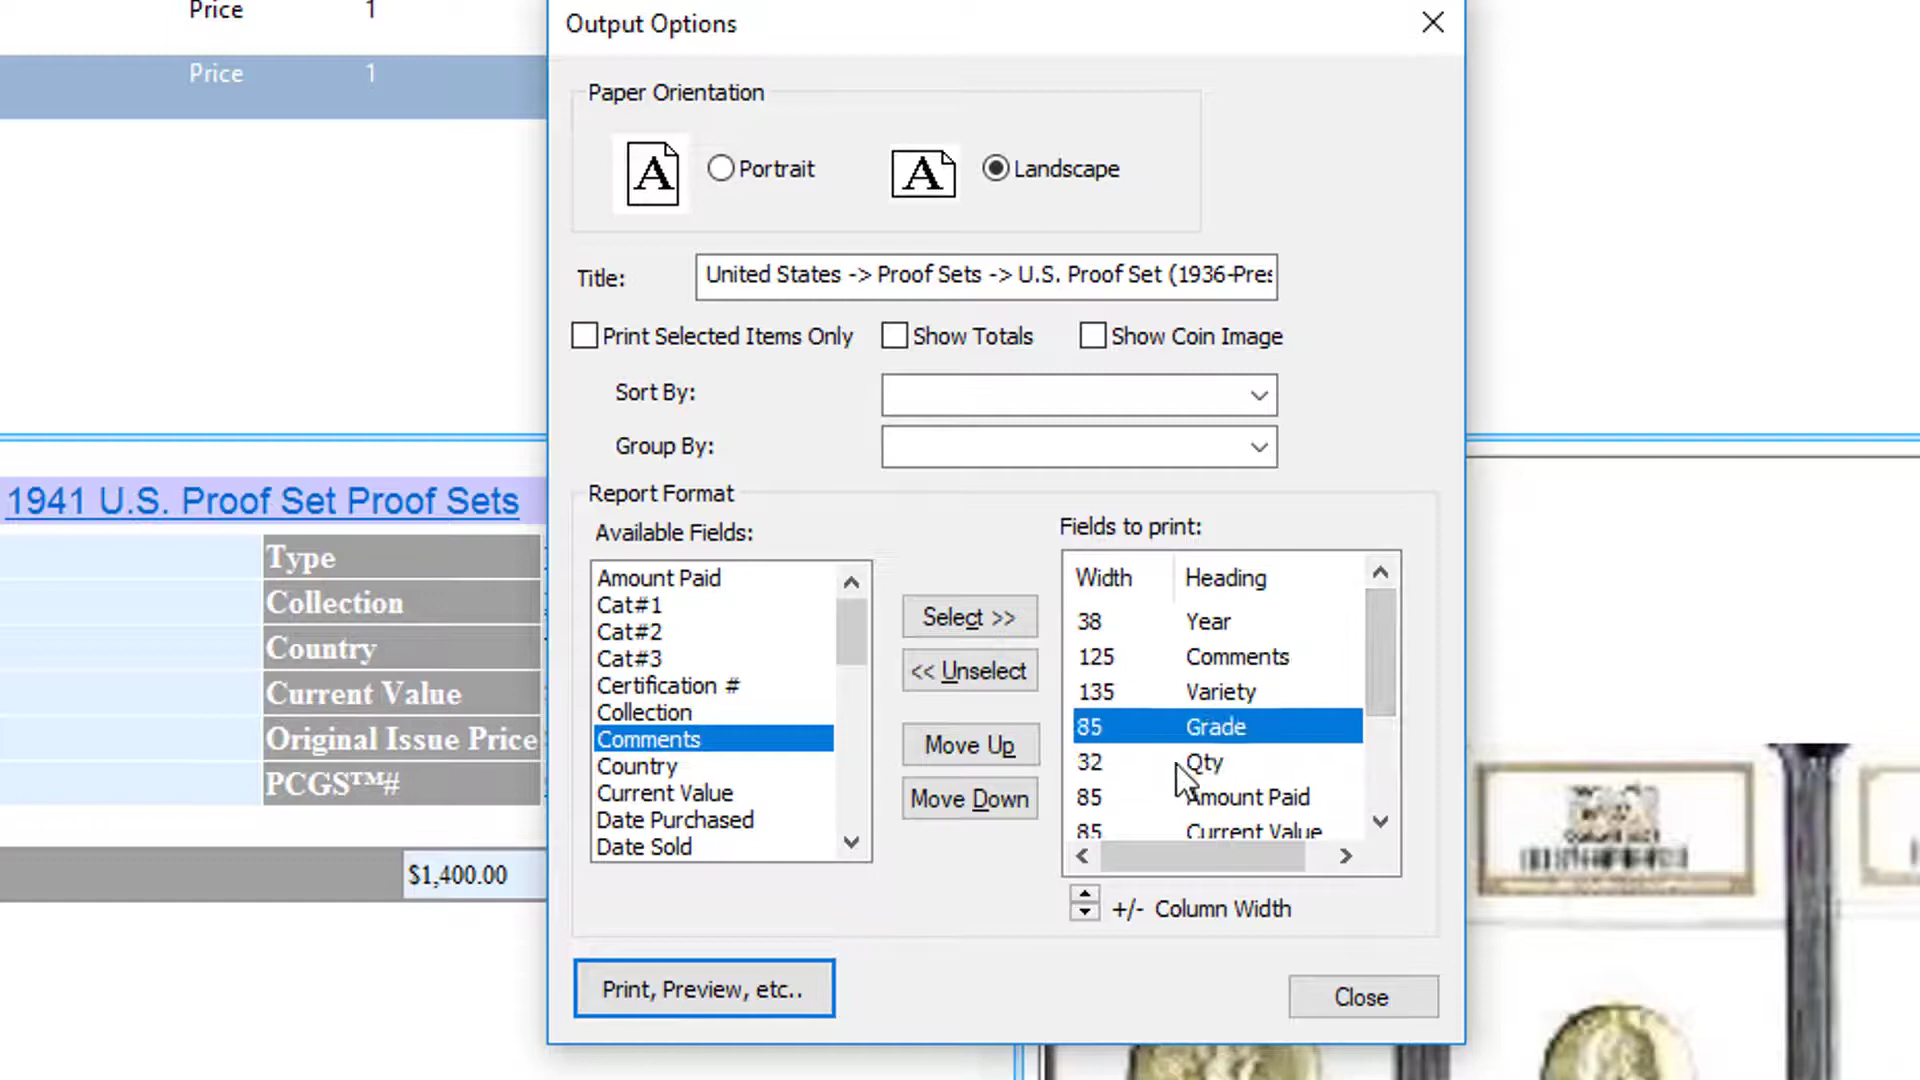 Price 1
Price 1
Output Options
Paper Orientation
A Portrait A Landscape
Title: United States -> Proof Sets -> U.S. Proof Set (1936-Pres
Print Selected Items Only Show Totals Show Coin Image
Sort By:
Group By:
Report Format
Available Fields:
Amount Paid
Cat#1
Cat#2
Cat#3
Certification #
Collection
Comments
Country
Current Value
Date Purchased
Date Sold
Select >>
<< Unselect
Move Up
Move Down
Fields to print:
Width Heading
38 Year
125 Comments
135 Variety
85 Grade
32 Qty
85 Amount Paid
85 Current Value
+/- Column Width
Print, Preview, etc..
Close
1941 U.S. Proof Set Proof Sets
Type
Collection
Country
Current Value
Original Issue Price
PCGS™#
$1,400.00